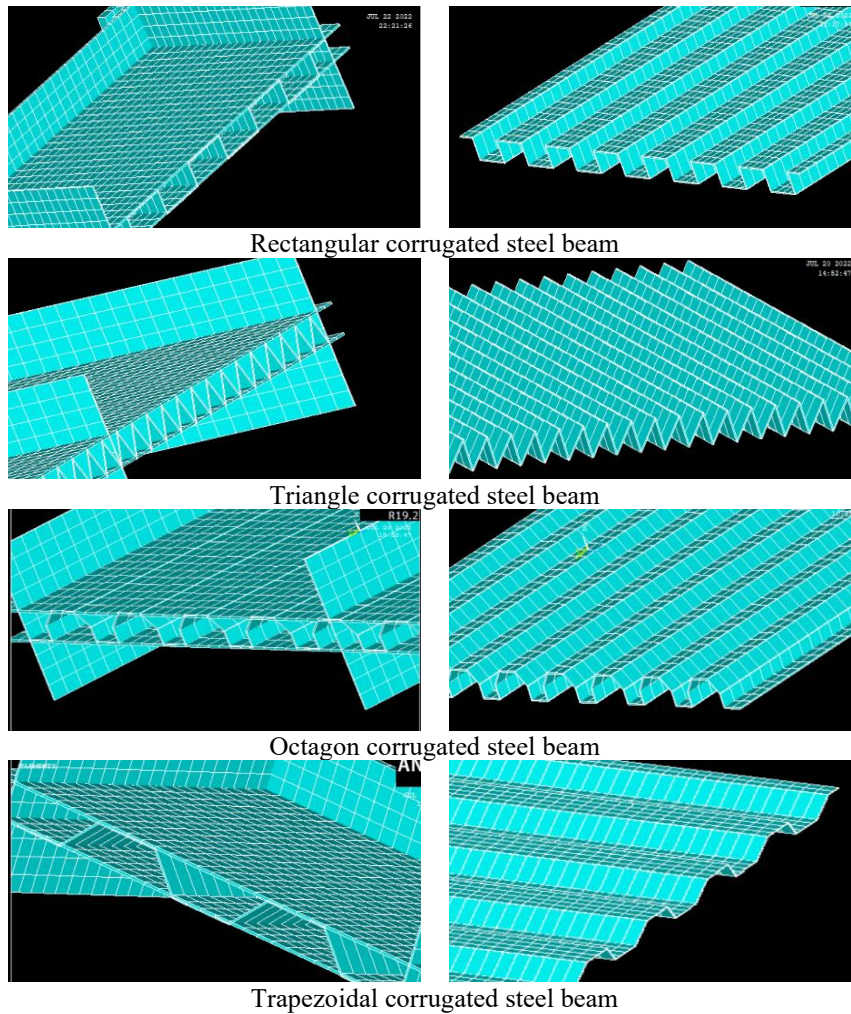 JUL 22 2022
22:21:26
Rectangular corrugated steel beam
JUL 20 2022
14:52:47
Triangle corrugated steel beam
R19.2
Octagon corrugated steel beam
AN
Trapezoidal corrugated steel beam